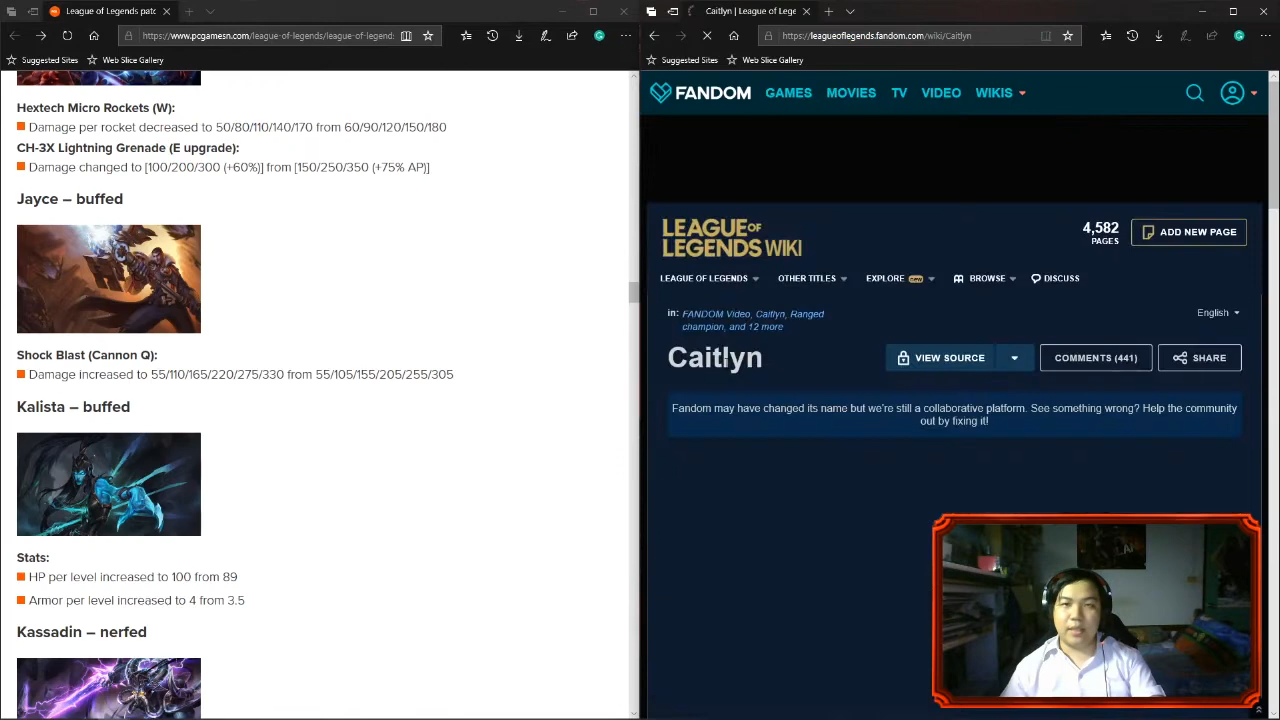 League of Legends pat
https://www.pcgamesn.com/league-of-legends/league-of-legends
Suggested Sites
Web Slice Gallery
Hextech Micro Rockets (W):
Damage per rocket decreased to 50/80/110/140/170 from 60/90/120/150/180
CH-3X Lightning Grenade (E upgrade):
Damage changed to [100/200/300 (+60%)] from [150/250/350 (+75% AP)]
Jayce – buffed
Shock Blast (Cannon Q):
Damage increased to 55/110/165/220/275/330 from 55/105/155/205/255/305
Kalista – buffed
Stats:
HP per level increased to 100 from 89
Armor per level increased to 4 from 3.5
Kassadin – nerfed
Caitlyn | League of Lege
https://leagueoflegends.fandom.com/wiki/Caitlyn
Suggested Sites
Web Slice Gallery
FANDOM
GAMES
MOVIES
TV
VIDEO
WIKIS
LEAGUE OF
LEGENDS WIKI
4,582
PAGES
ADD NEW PAGE
LEAGUE OF LEGENDS
OTHER TITLES
EXPLORE
BROWSE
DISCUSS
in: FANDOM Video, Caitlyn, Ranged
champion, and 12 more
English
Caitlyn
VIEW SOURCE
COMMENTS (441)
SHARE
Fandom may have changed its name but we're still a collaborative platform. See something wrong? Help the community
out by fixing it!